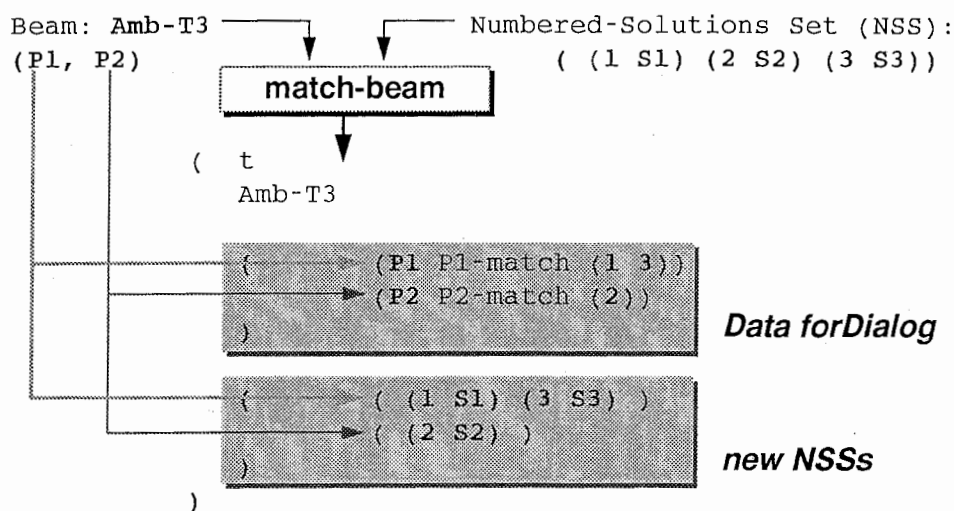 Beam: Amb-T3
Numbered-Solutions Set (NSS):
(P1, P2)
( (1 S1) (2 S2) (3 S3))
match-beam
( t
Amb-T3
( (P1 P1-match (1 3))
(P2 P2-match (2))
)
Data forDialog
( ( (1 S1) (3 S3) )
( (2 S2) )
)
new NSSs
)